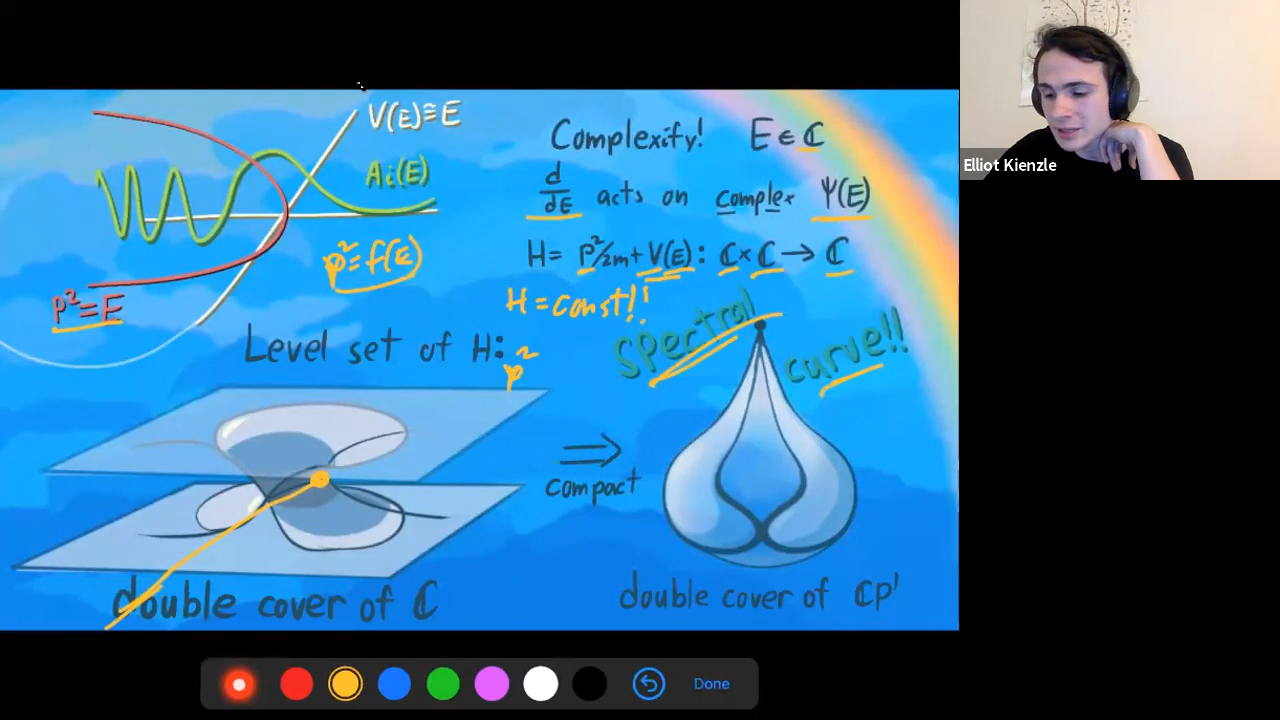 V(E)≅E
Ai(E)
p²=f(E)
P²=E
Complexify! E ∈ ℂ
d/dE acts on complex Ψ(E)
H= P²/2m+V(E): ℂ×ℂ→ℂ
H=const!!
Level set of H:
p²
spectral
curve!!
⇒
compact
double cover of ℂ
double cover of ℂP¹
Elliot Kienzle
Done